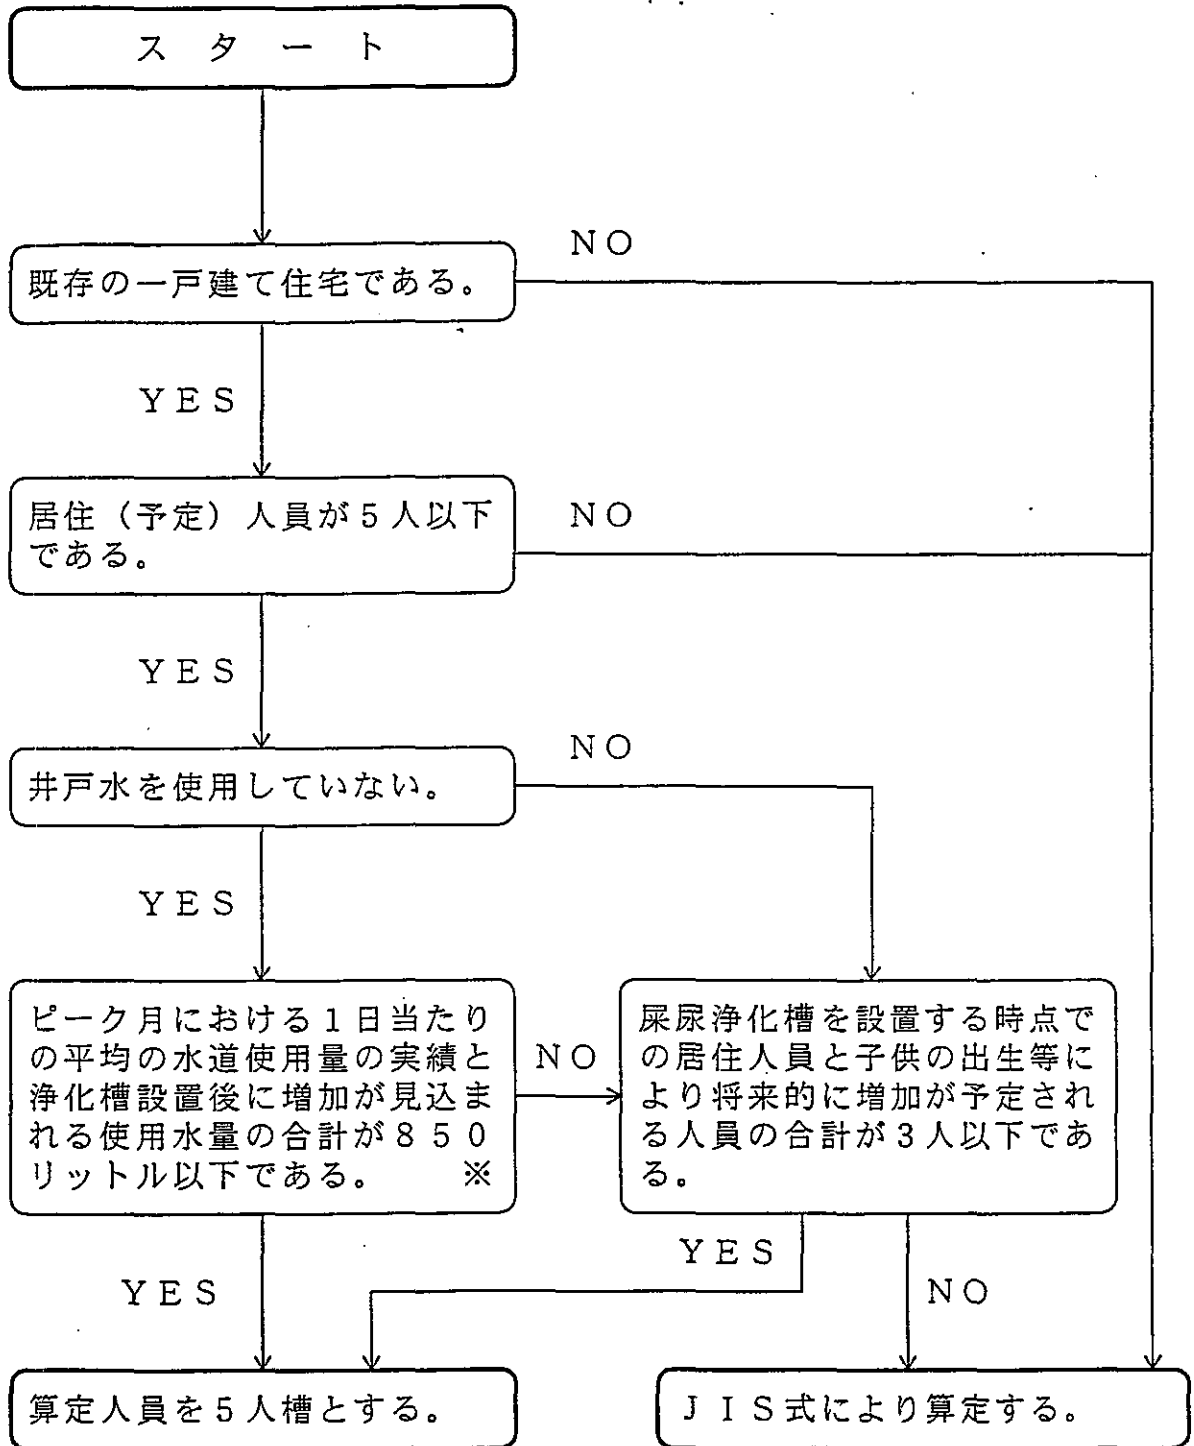 スタート
NO
既存の一戸建て住宅である。
YES
居住（予定）人員が5人以下
である。
NO
YES
NO
井戸水を使用していない。
YES
ピーク月における1日当たり
の平均の水道使用量の実績と
浄化槽設置後に増加が見込ま
れる使用水量の合計が850
リットル以下である。 ※
NO
屎尿浄化槽を設置する時点で
の居住人員と子供の出生等に
より将来的に増加が予定され
る人員の合計が3人以下であ
る。
YES
YES
NO
算定人員を5人槽とする。
JIS式により算定する。